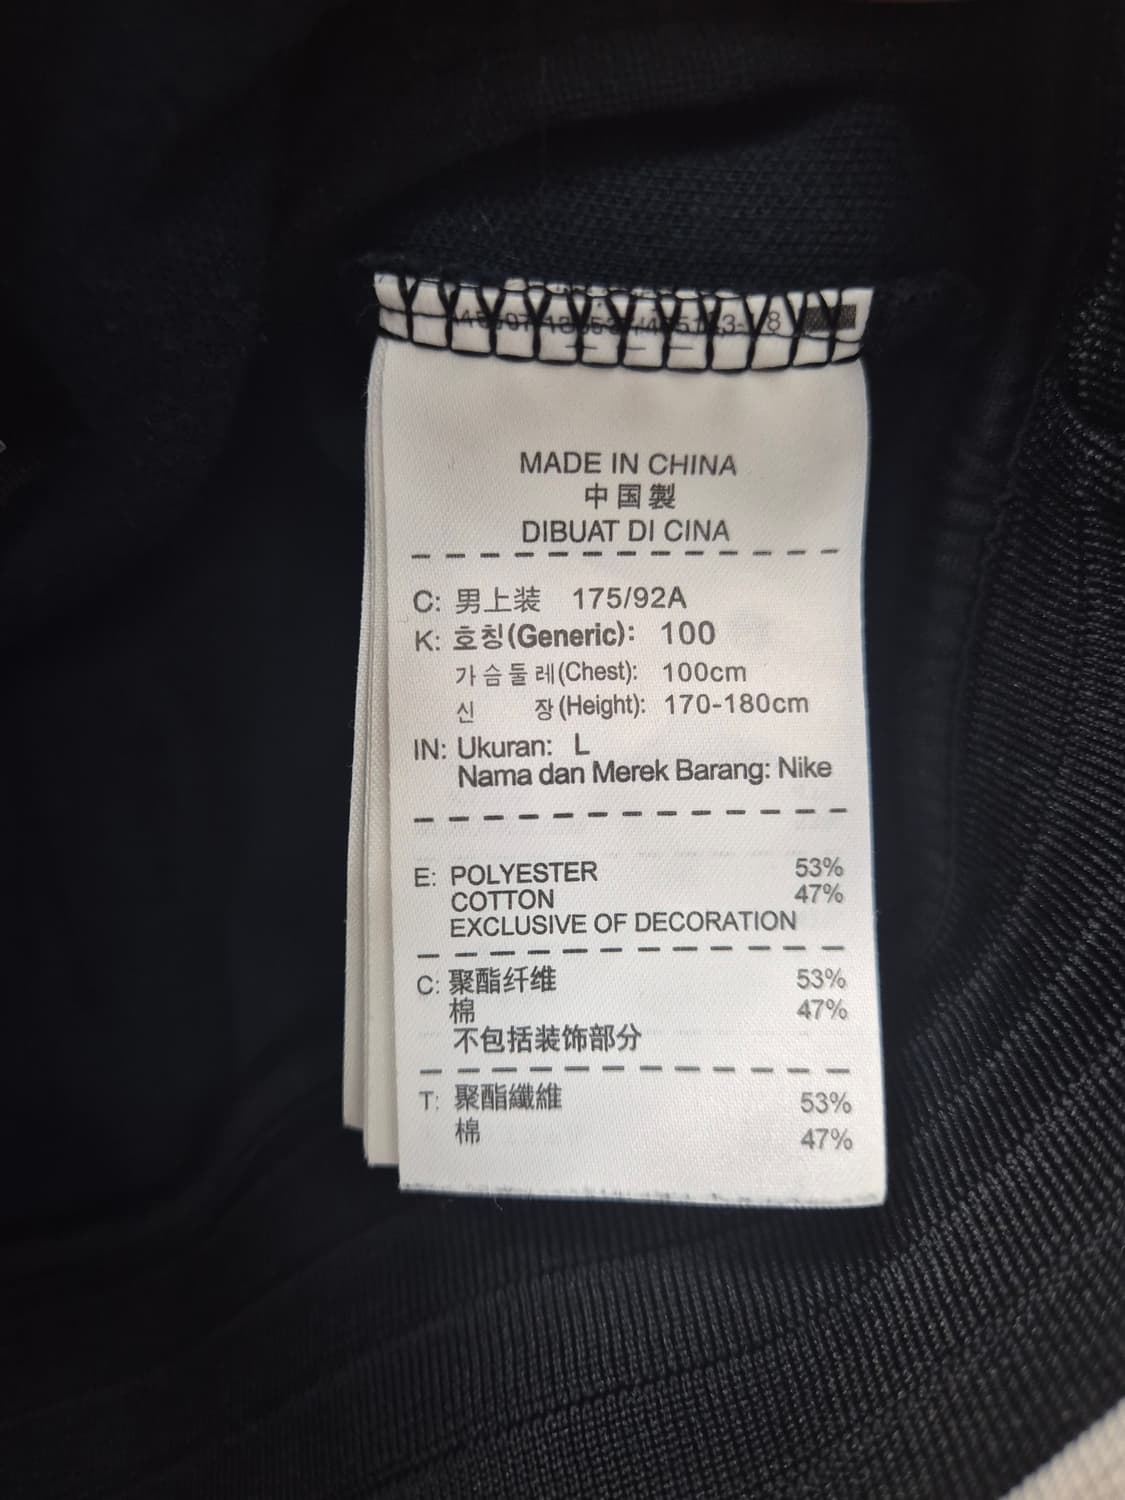 MADE IN CHINA
中国製
DIBUAT DI CINA
C: 男上装 175/92A
K: 호칭(Generic): 100
가슴둘레(Chest): 100cm
신 장(Height): 170-180cm
IN: Ukuran: L
Nama dan Merek Barang: Nike
E: POLYESTER 53%
COTTON 47%
EXCLUSIVE OF DECORATION
C: 聚酯纤维 53%
棉 47%
不包括装饰部分
T: 聚酯纖維 53%
棉 47%